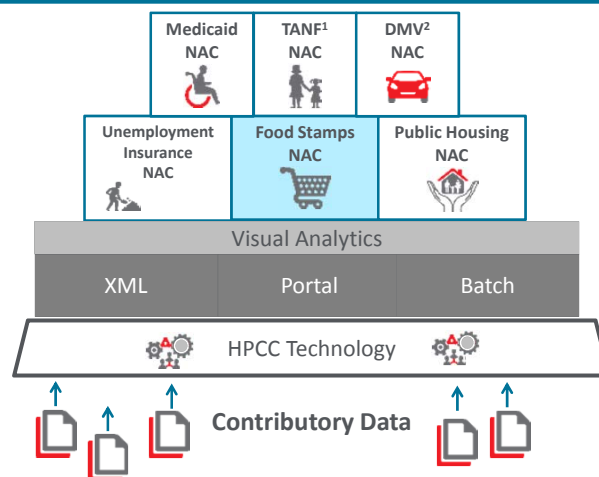 Medicaid
NAC
TANF¹
NAC
DMV²
NAC
Unemployment
Insurance
NAC
Food Stamps
NAC
Public Housing
NAC
Visual Analytics
XML
Portal
Batch
HPCC Technology
Contributory Data